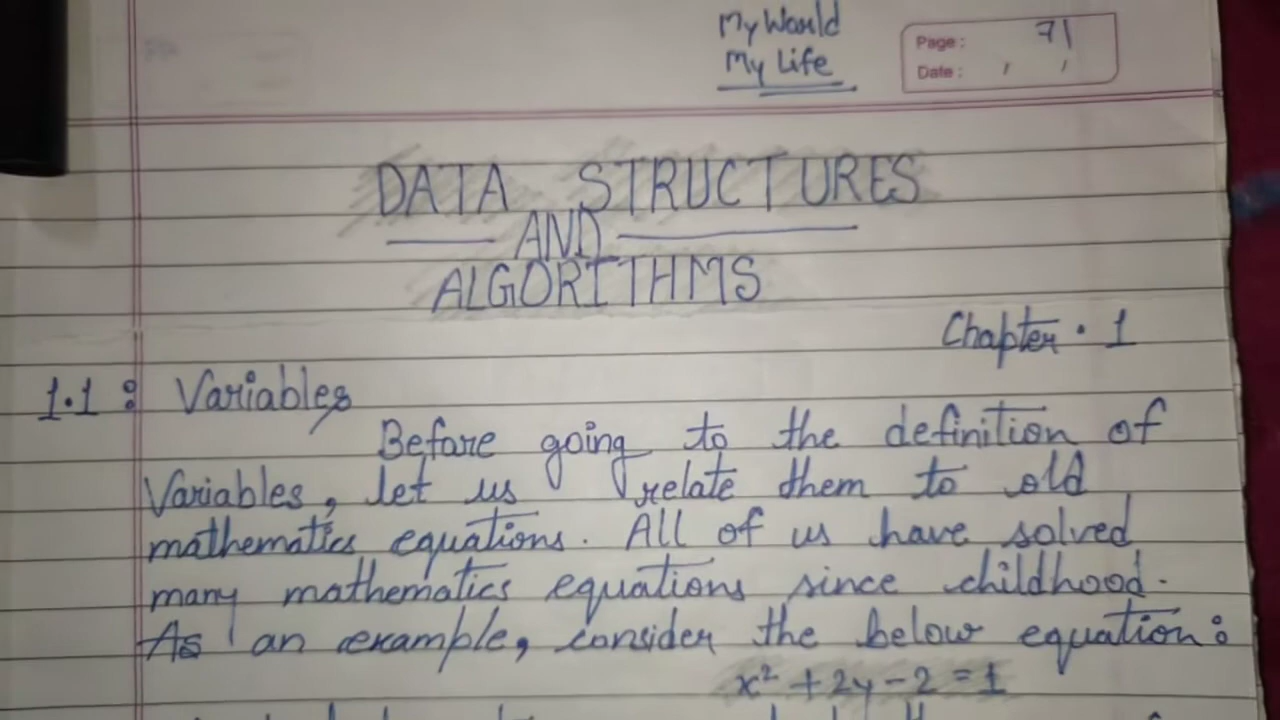 My World
My Life
Page: 71
Date: , ,
DATA STRUCTURES
AND
ALGORITHMS
Chapter . 1
1.1 : Variables
Before going to the definition of
Variables, let us relate them to old
mathematics equations. All of us have solved
many mathematics equations since childhood.
As an example, consider the below equation:
x² + 2y - 2 = 1